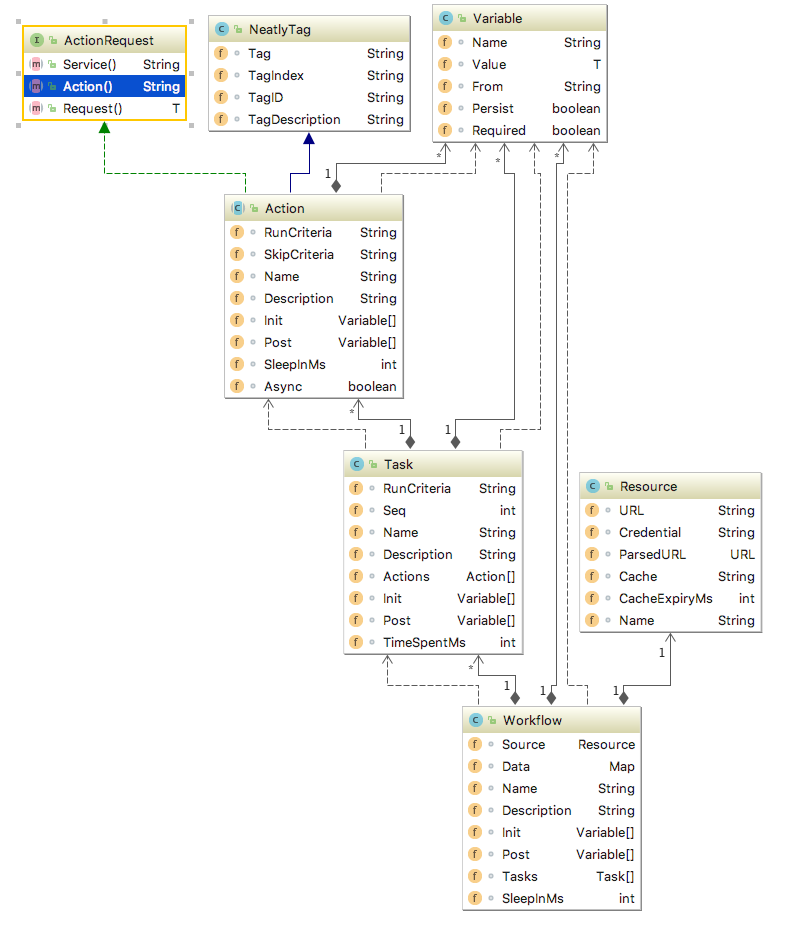 I ActionRequest
m Service() String
m Action() String
m Request() T
C NeatlyTag
f Tag String
f TagIndex String
f TagID String
f TagDescription String
C Variable
f Name String
f Value T
f From String
f Persist boolean
f Required boolean
* * *
1
C Action
f RunCriteria String
f SkipCriteria String
f Name String
f Description String
f Init Variable[]
f Post Variable[]
f SleepInMs int
f Async boolean
*
1 1
C Task
f RunCriteria String
f Seq int
f Name String
f Description String
f Actions Action[]
f Init Variable[]
f Post Variable[]
f TimeSpentMs int
C Resource
f URL String
f Credential String
f ParsedURL URL
f Cache String
f CacheExpiryMs int
f Name String
* 1
1 1 1
C Workflow
f Source Resource
f Data Map
f Name String
f Description String
f Init Variable[]
f Post Variable[]
f Tasks Task[]
f SleepInMs int